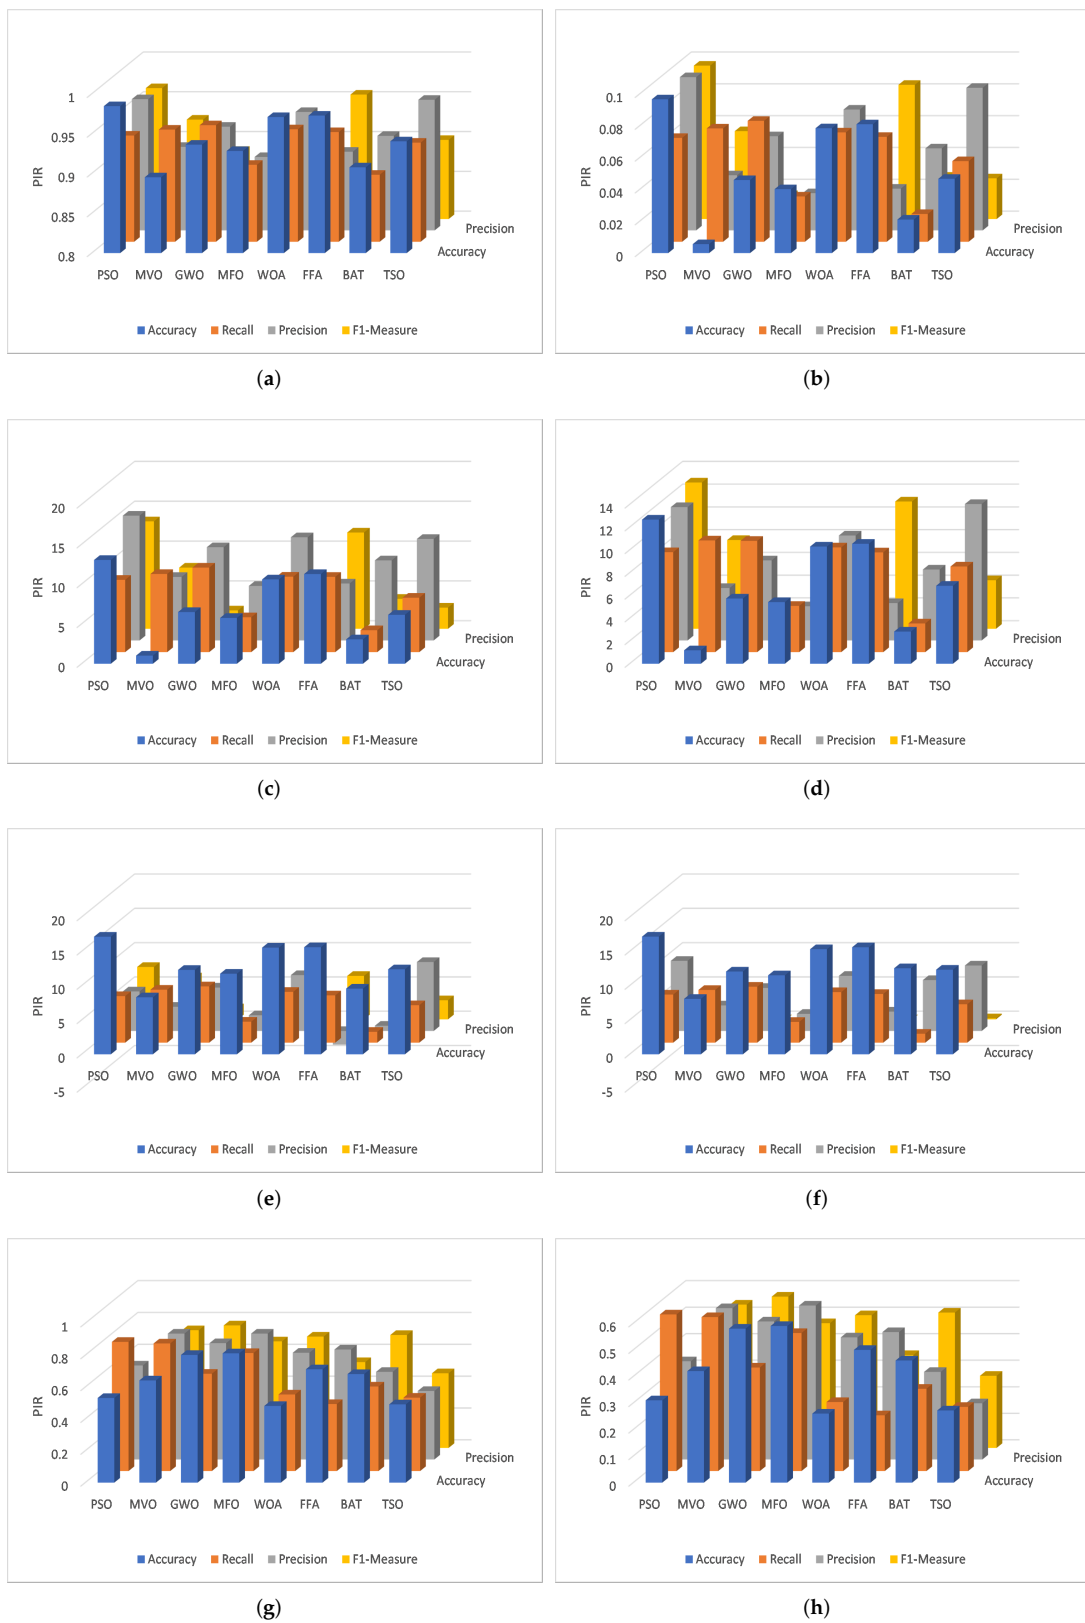 1
0.95
0.9
0.85
0.8
PIR
PSO MVO GWO MFO WOA FFA BAT TSO
Precision
Accuracy
Accuracy Recall Precision F1-Measure
(a)
0.1
0.08
0.06
0.04
0.02
0
PIR
PSO MVO GWO MFO WOA FFA BAT TSO
Precision
Accuracy
Accuracy Recall Precision F1-Measure
(b)
20
15
10
5
0
PIR
PSO MVO GWO MFO WOA FFA BAT TSO
Precision
Accuracy
Accuracy Recall Precision F1-Measure
(c)
14
12
10
8
6
4
2
0
PIR
PSO MVO GWO MFO WOA FFA BAT TSO
Precision
Accuracy
Accuracy Recall Precision F1-Measure
(d)
20
15
10
5
0
-5
PIR
PSO MVO GWO MFO WOA FFA BAT TSO
Precision
Accuracy
Accuracy Recall Precision F1-Measure
(e)
20
15
10
5
0
-5
PIR
PSO MVO GWO MFO WOA FFA BAT TSO
Precision
Accuracy
Accuracy Recall Precision F1-Measure
(f)
1
0.8
0.6
0.4
0.2
0
PIR
PSO MVO GWO MFO WOA FFA BAT TSO
Precision
Accuracy
Accuracy Recall Precision F1-Measure
(g)
0.6
0.5
0.4
0.3
0.2
0.1
0
PIR
PSO MVO GWO MFO WOA FFA BAT TSO
Precision
Accuracy
Accuracy Recall Precision F1-Measure
(h)